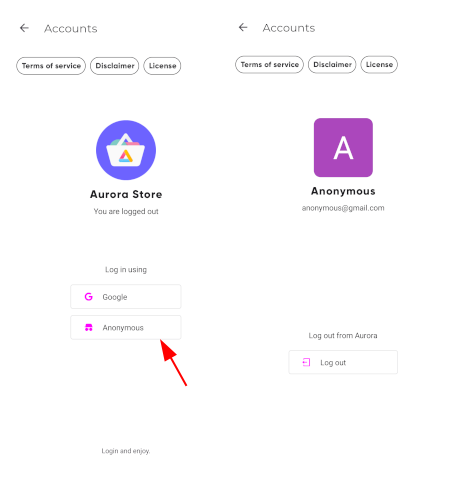 Accounts
Terms of service
Disclaimer
License
Aurora Store
You are logged out
Log in using
G Google
Anonymous
Login and enjoy.
Accounts
Terms of service
Disclaimer
License
A
Anonymous
anonymous@gmail.com
Log out from Aurora
Log out